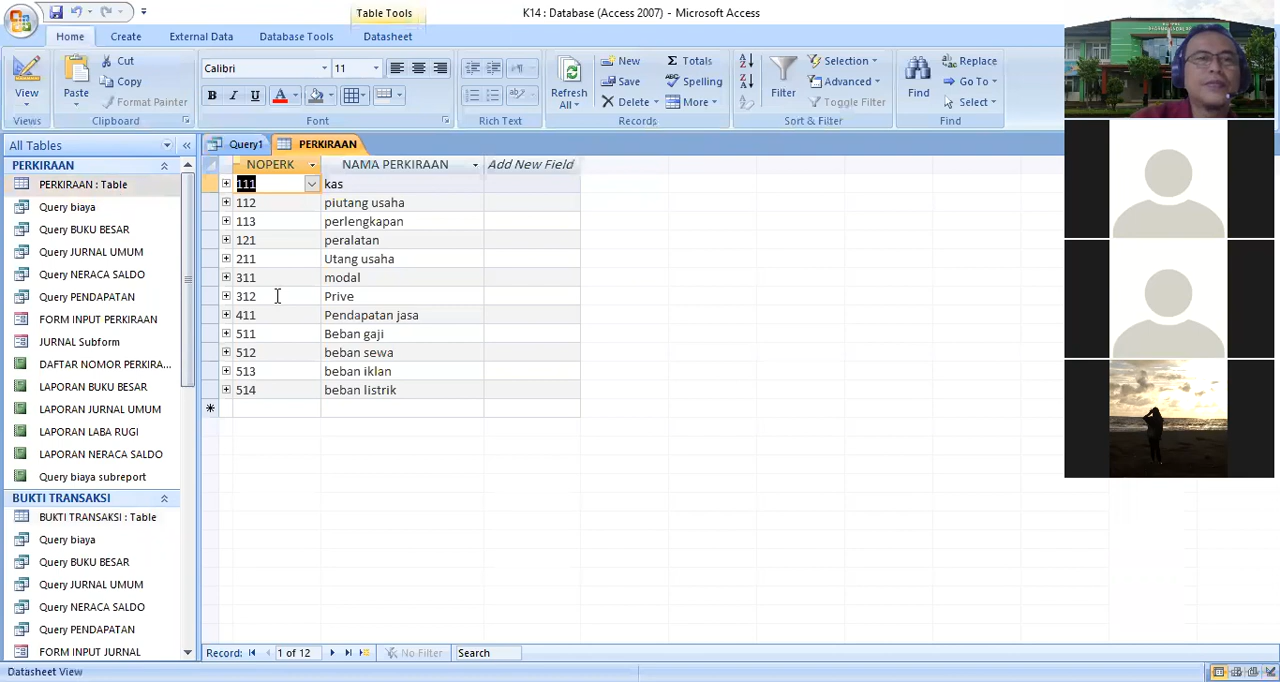 Table Tools
K14 : Database (Access 2007) - Microsoft Access
Home
Create
External Data
Database Tools
Datasheet
View
Views
Paste
Cut
Copy
Format Painter
Clipboard
Calibri
11
B I U A
Font
Rich Text
Refresh All
New
Save
Delete
Totals
Spelling
More
Records
Filter
Selection
Advanced
Toggle Filter
Sort & Filter
Find
Replace
Go To
Select
Find
All Tables
PERKIRAAN
PERKIRAAN : Table
Query biaya
Query BUKU BESAR
Query JURNAL UMUM
Query NERACA SALDO
Query PENDAPATAN
FORM INPUT PERKIRAAN
JURNAL Subform
DAFTAR NOMOR PERKIRA...
LAPORAN BUKU BESAR
LAPORAN JURNAL UMUM
LAPORAN LABA RUGI
LAPORAN NERACA SALDO
Query biaya subreport
BUKTI TRANSAKSI
BUKTI TRANSAKSI : Table
Query biaya
Query BUKU BESAR
Query JURNAL UMUM
Query NERACA SALDO
Query PENDAPATAN
FORM INPUT JURNAL
Query1
PERKIRAAN
NOPERK NAMA PERKIRAAN Add New Field
111 kas
112 piutang usaha
113 perlengkapan
121 peralatan
211 Utang usaha
311 modal
312 Prive
411 Pendapatan jasa
511 Beban gaji
512 beban sewa
513 beban iklan
514 beban listrik
Record: 1 of 12 No Filter Search
Datasheet View